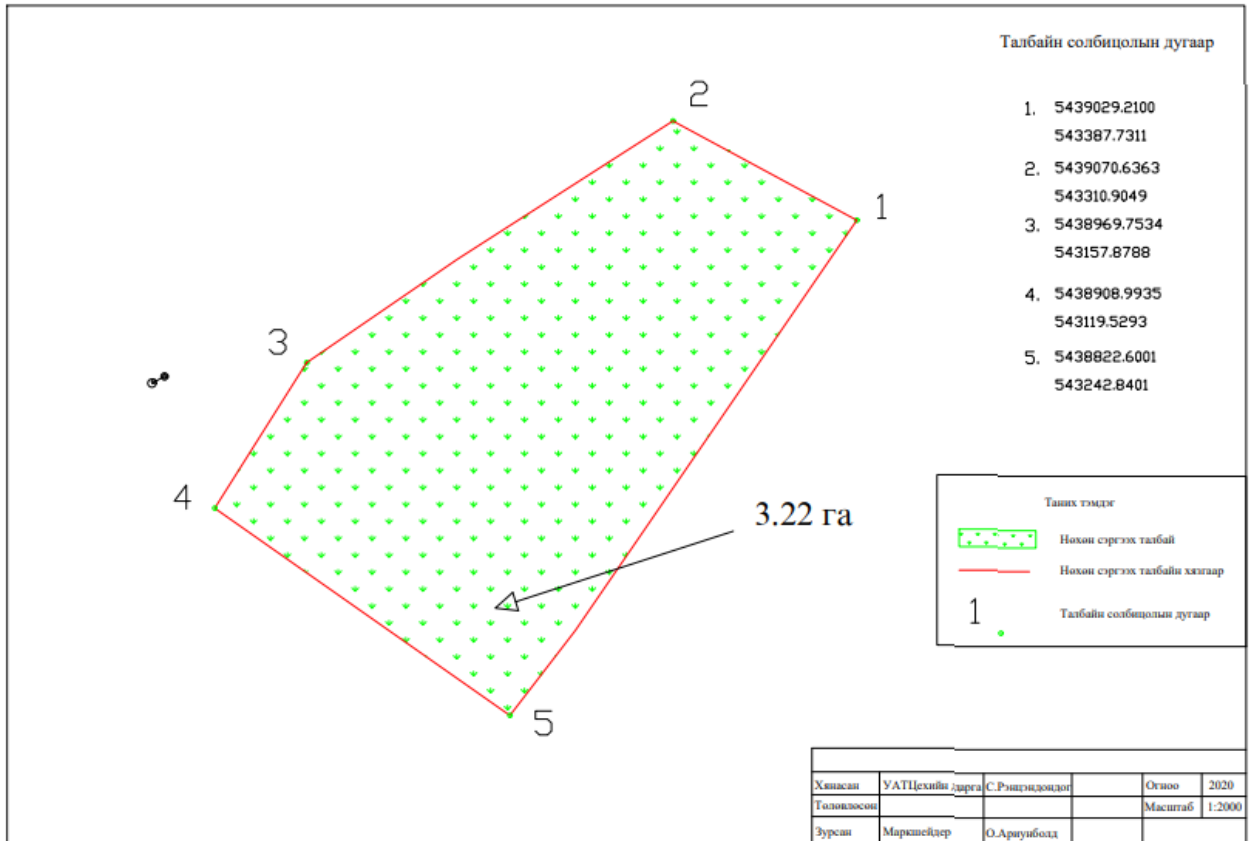 Талбайн солбицолын дугаар
1. 5439029.2100
543387.7311
2. 5439070.6363
543310.9049
3. 5438969.7534
543157.8788
4. 5438908.9935
543119.5293
5. 5438822.6001
543242.8401
2
1
3
4
5
3.22 га
Таних тэмдэг
Нөхөн сэргээх талбай
Нөхөн сэргээх талбайн хязгаар
1 Талбайн солбицолын дугаар
Хянасан УАТЦехийн дарга С.Рэнцэндондог Огноо 2020
Төлөвлөсөн Масштаб 1:2000
Зурсан Маркшейдер О.Ариунболд